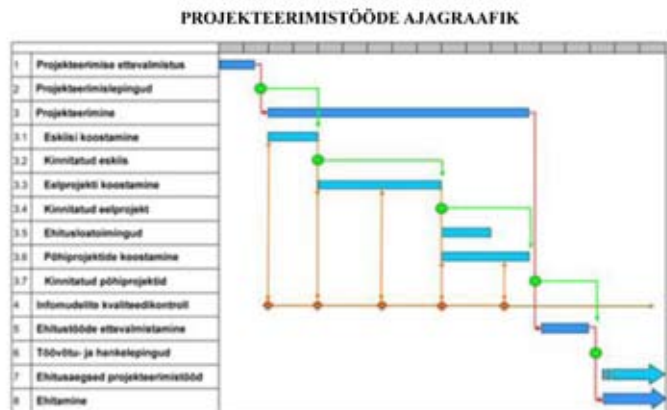 PROJEKTEERIMISTÖÖDE AJAGRAAFIK
1 Projekteerimise ettevalmistus
2 Projekteerimislepingud
3 Projekteerimine
3.1 Eskiisi koostamine
3.2 Kinnitatud eskiis
3.3 Eelprojekti koostamine
3.4 Kinnitatud eelprojekt
3.5 Ehitusloatoimingud
3.6 Põhiprojektide koostamine
3.7 Kinnitatud põhiprojektid
4 Infomudelite kvaliteedikontroll
5 Ehitustööde ettevalmistamine
6 Töövõtu- ja hankelepingud
7 Ehitusaegsed projekteerimistööd
8 Ehitamine